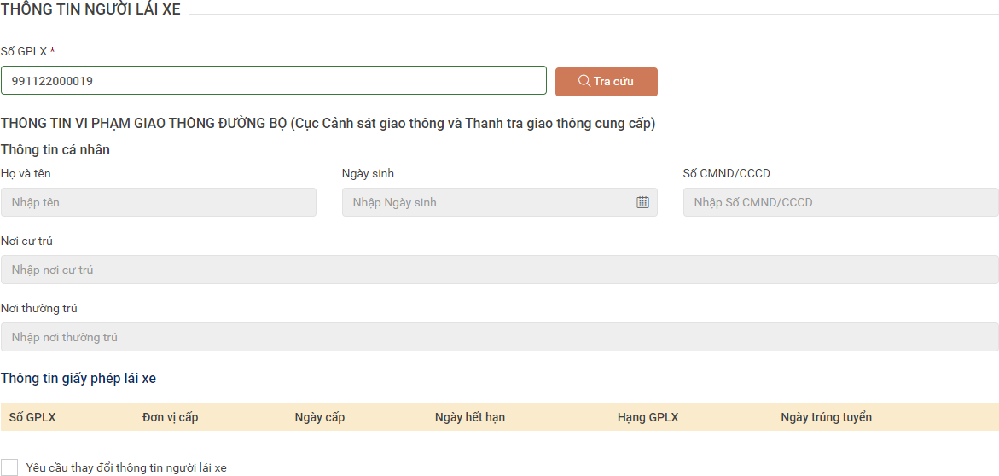 THÔNG TIN NGƯỜI LÁI XE
Số GPLX *
991122000019
Tra cứu
THÔNG TIN VI PHẠM GIAO THÔNG ĐƯỜNG BỘ (Cục Cảnh sát giao thông và Thanh tra giao thông cung cấp)
Thông tin cá nhân
Họ và tên Ngày sinh Số CMND/CCCD
Nhập tên Nhập Ngày sinh Nhập Số CMND/CCCD
Nơi cư trú
Nhập nơi cư trú
Nơi thường trú
Nhập nơi thường trú
Thông tin giấy phép lái xe
Số GPLX Đơn vị cấp Ngày cấp Ngày hết hạn Hạng GPLX Ngày trúng tuyển
Yêu cầu thay đổi thông tin người lái xe